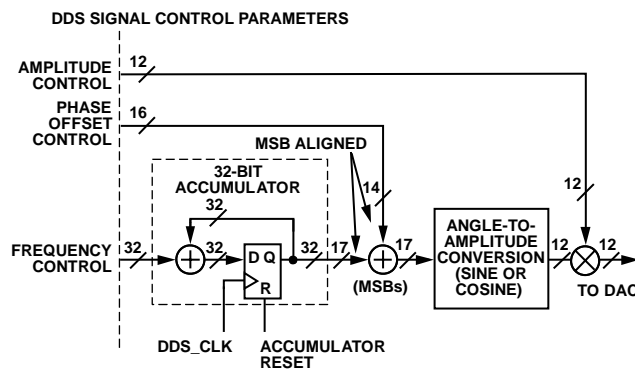 DDS SIGNAL CONTROL PARAMETERS
AMPLITUDE
CONTROL
12
PHASE
OFFSET
CONTROL
16
MSB ALIGNED
32-BIT
ACCUMULATOR
14
12
32
FREQUENCY
CONTROL
32
32
D Q
R
32
17
(MSBs)
17
ANGLE-TO-
AMPLITUDE
CONVERSION
(SINE OR
COSINE)
12
12
TO DAC
DDS_CLK
ACCUMULATOR
RESET